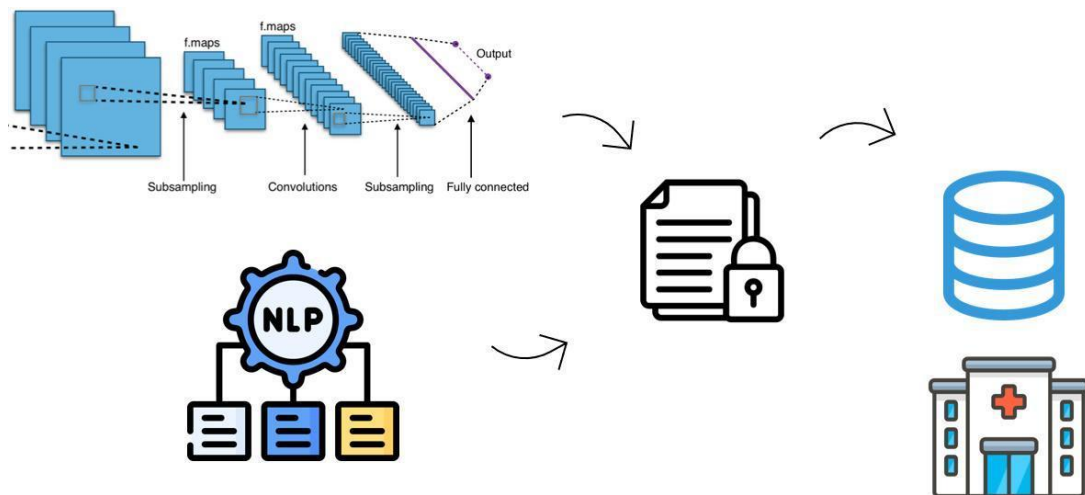 f.maps
f.maps
Output
Subsampling
Convolutions
Subsampling
Fully connected
NLP